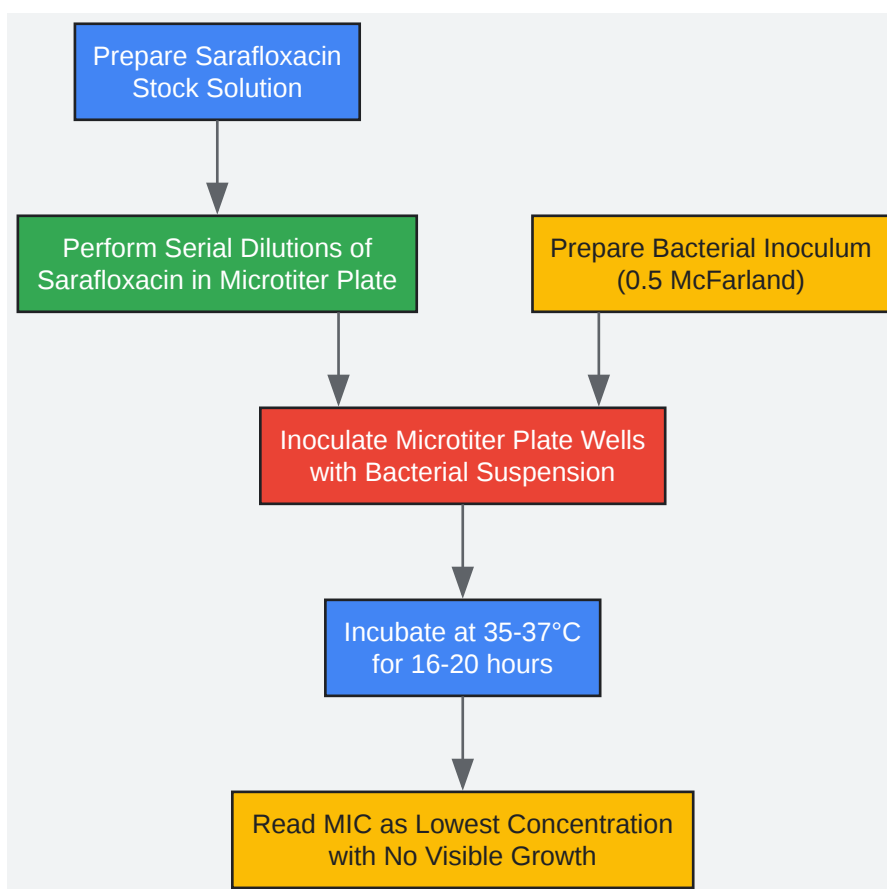 Prepare Sarafloxacin
Stock Solution
Perform Serial Dilutions of
Sarafloxacin in Microtiter Plate
Prepare Bacterial Inoculum
(0.5 McFarland)
Inoculate Microtiter Plate Wells
with Bacterial Suspension
Incubate at 35-37°C
for 16-20 hours
Read MIC as Lowest Concentration
with No Visible Growth